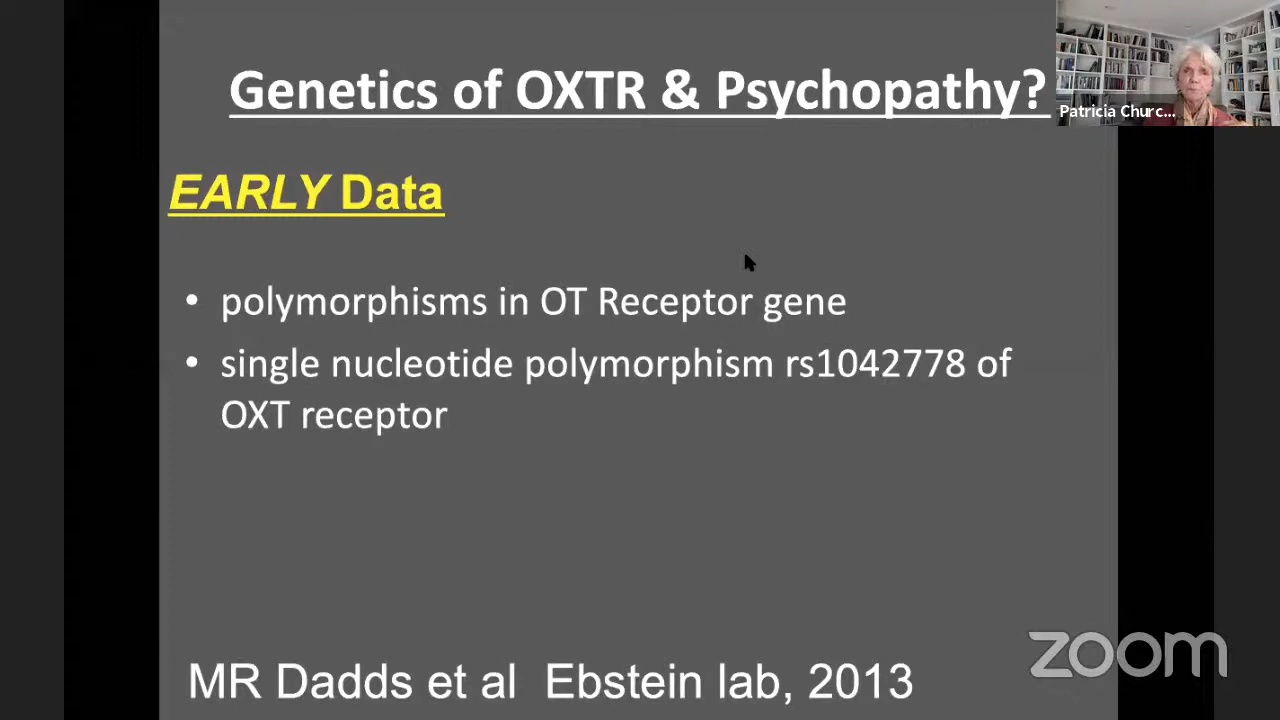 Genetics of OXTR & Psychopathy?
Patricia Churc...
EARLY Data
• polymorphisms in OT Receptor gene
• single nucleotide polymorphism rs1042778 of
OXT receptor
zoom
MR Dadds et al Ebstein lab, 2013